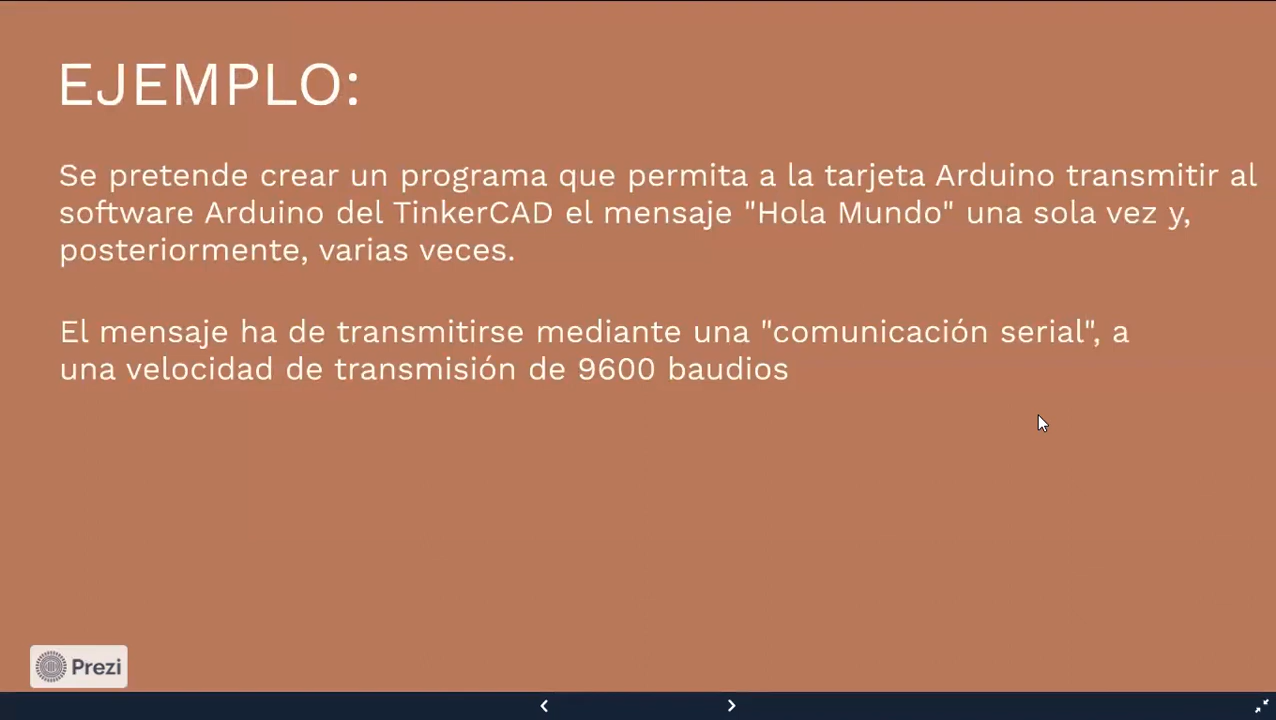 EJEMPLO:
Se pretende crear un programa que permita a la tarjeta Arduino transmitir al
software Arduino del TinkerCAD el mensaje "Hola Mundo" una sola vez y,
posteriormente, varias veces.
El mensaje ha de transmitirse mediante una "comunicación serial", a
una velocidad de transmisión de 9600 baudios
Prezi